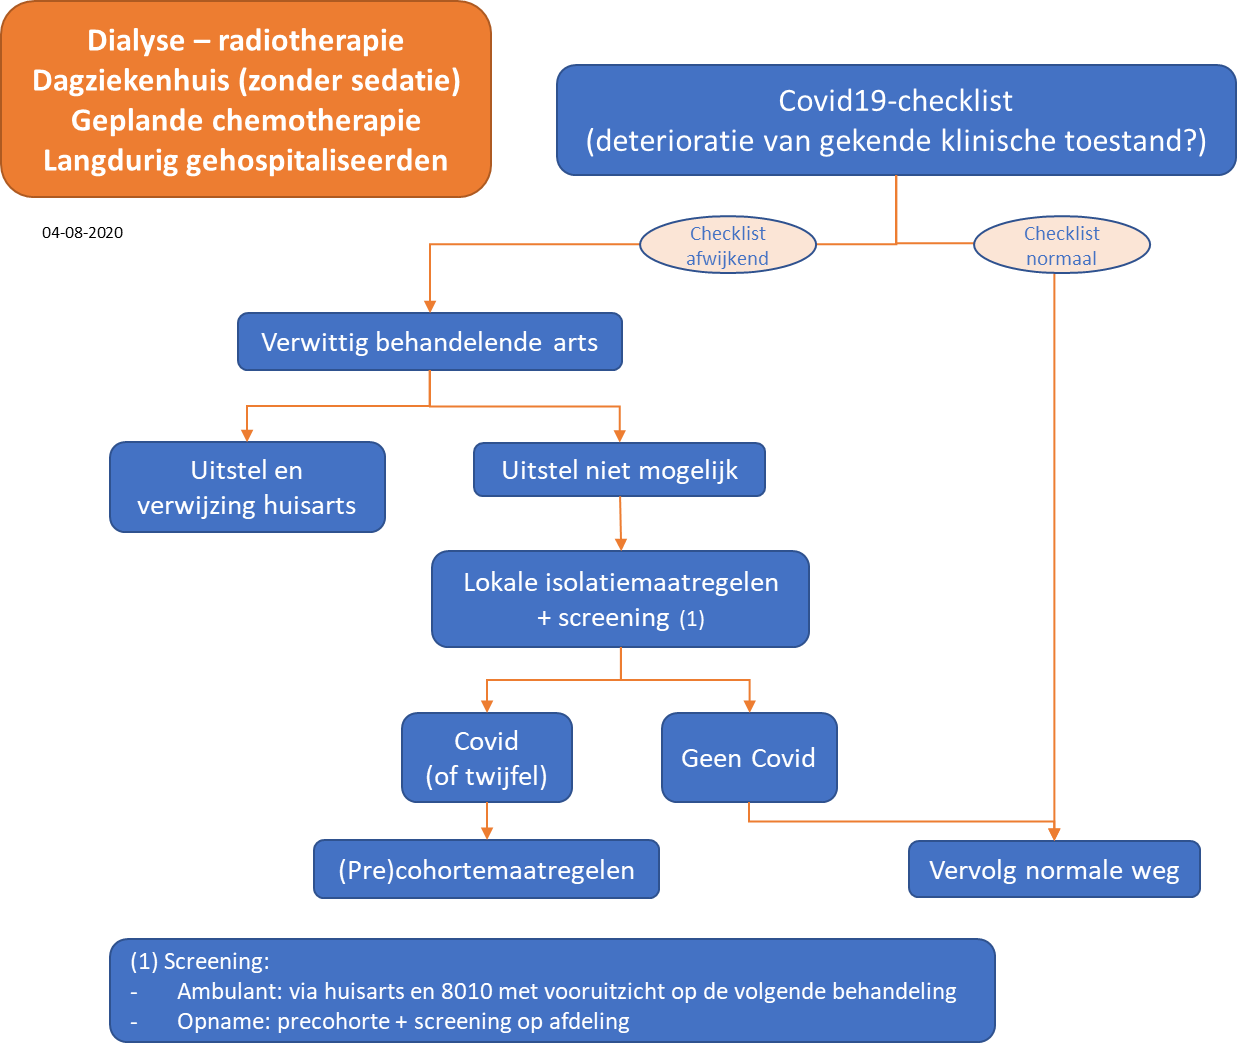 Dialyse – radiotherapie
Dagziekenhuis (zonder sedatie)
Geplande chemotherapie
Langdurig gehospitaliseerden
04-08-2020
Covid19-checklist
(deterioratie van gekende klinische toestand?)
Checklist
afwijkend
Checklist
normaal
Verwittig behandelende arts
Uitstel en
verwijzing huisarts
Uitstel niet mogelijk
Lokale isolatiemaatregelen
+ screening (1)
Covid
(of twijfel)
Geen Covid
(Pre)cohortemaatregelen
Vervolg normale weg
(1) Screening:
- Ambulant: via huisarts en 8010 met vooruitzicht op de volgende behandeling
- Opname: precohorte + screening op afdeling